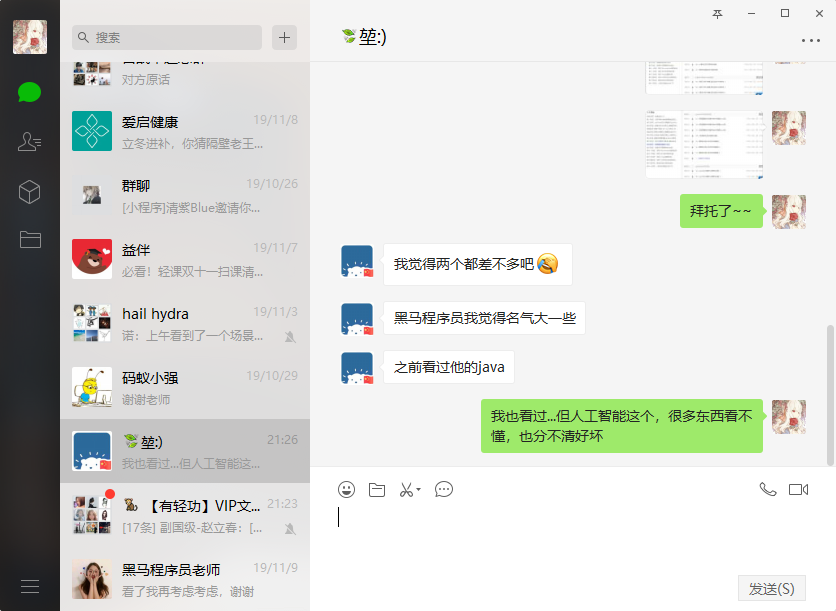 搜索
对方原话
爱启健康
19/11/8
立冬进补，你猜隔壁老王...
群聊
19/10/26
[小程序]清紫Blue邀请你...
益伴
19/11/7
必看！轻课双十一扫课清...
hail hydra
19/11/3
诺：上午看到了一个场景...
码蚁小强
19/10/29
谢谢老师
堃:)
21:26
我也看过...但人工智能这...
【有轻功】VIP文...
21:23
[17条] 副国级-赵立春：[...
黑马程序员老师
19/11/9
看了我再考虑考虑，谢谢
堃:)
拜托了~~
我觉得两个都差不多吧
黑马程序员我觉得名气大一些
之前看过他的java
我也看过...但人工智能这个，很多东西看不
懂，也分不清好坏
发送(S)